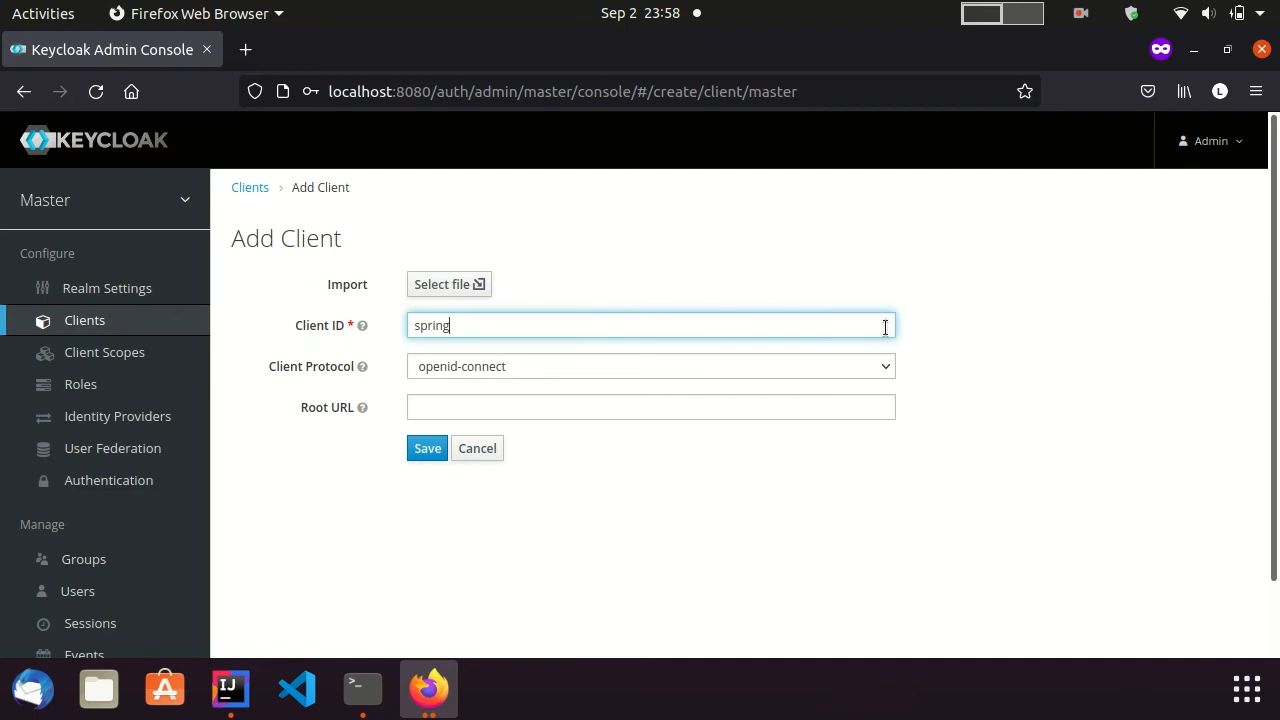 Activities
Firefox Web Browser
Sep 2 23:58
Keycloak Admin Console
localhost:8080/auth/admin/master/console/#/create/client/master
L
KEYCLOAK
Admin
Master
Clients > Add Client
Configure
Add Client
Realm Settings
Import
Select file
Clients
Client ID *
spring
Client Scopes
Client Protocol
openid-connect
Roles
Root URL
Identity Providers
User Federation
Save
Cancel
Authentication
Manage
Groups
Users
Sessions
Events
IJ
>_